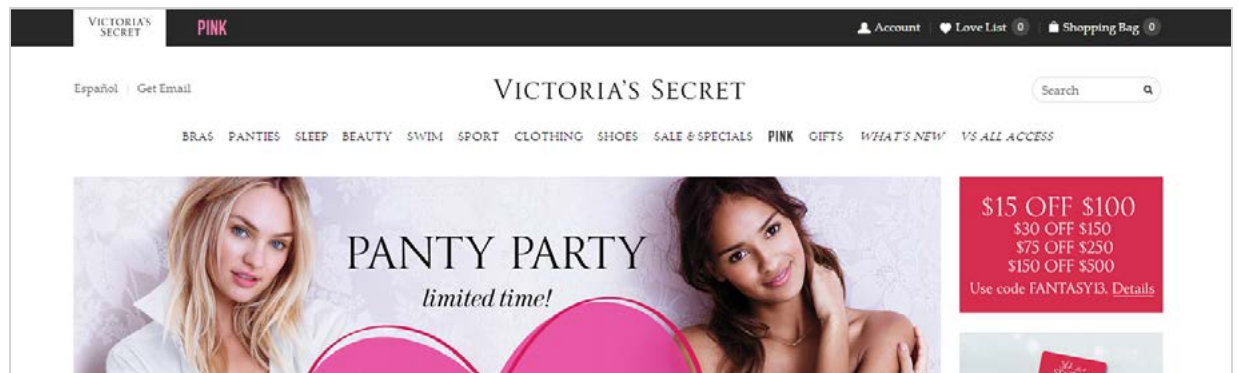 VICTORIA'S
SECRET
PINK
Account
Love List 0
Shopping Bag 0
Español | Get Email
VICTORIA'S SECRET
Search
BRAS PANTIES SLEEP BEAUTY SWIM SPORT CLOTHING SHOES SALE & SPECIALS PINK GIFTS WHAT'S NEW VS ALL ACCESS
PANTY PARTY
limited time!
$15 OFF $100
$30 OFF $150
$75 OFF $250
$150 OFF $500
Use code FANTASY13. Details